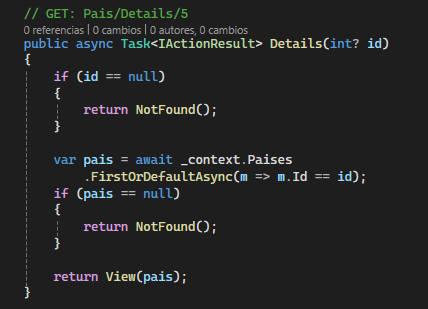 // GET: Pais/Details/5
0 referencias | 0 cambios | 0 autores, 0 cambios
public async Task<IActionResult> Details(int? id)
{
    if (id == null)
    {
        return NotFound();
    }

    var pais = await _context.Paises
        .FirstOrDefaultAsync(m => m.Id == id);
    if (pais == null)
    {
        return NotFound();
    }

    return View(pais);
}